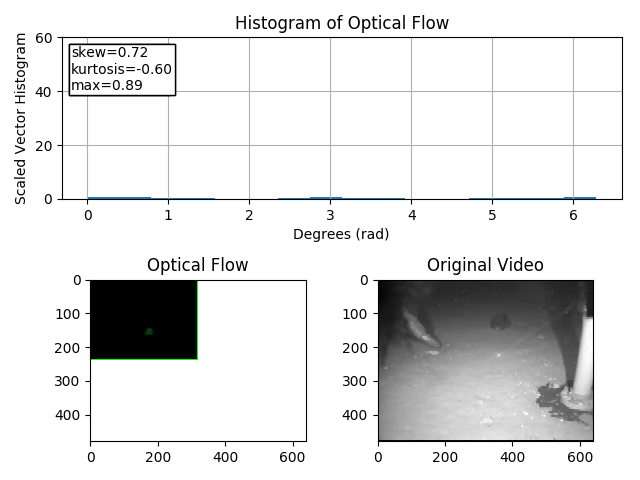 Histogram of Optical Flow
Scaled Vector Histogram
60
40
20
0
skew=0.72
kurtosis=-0.60
max=0.89
0 1 2 3 4 5 6
Degrees (rad)
Optical Flow
0
100
200
300
400
0 200 400 600
Original Video
0
100
200
300
400
0 200 400 600